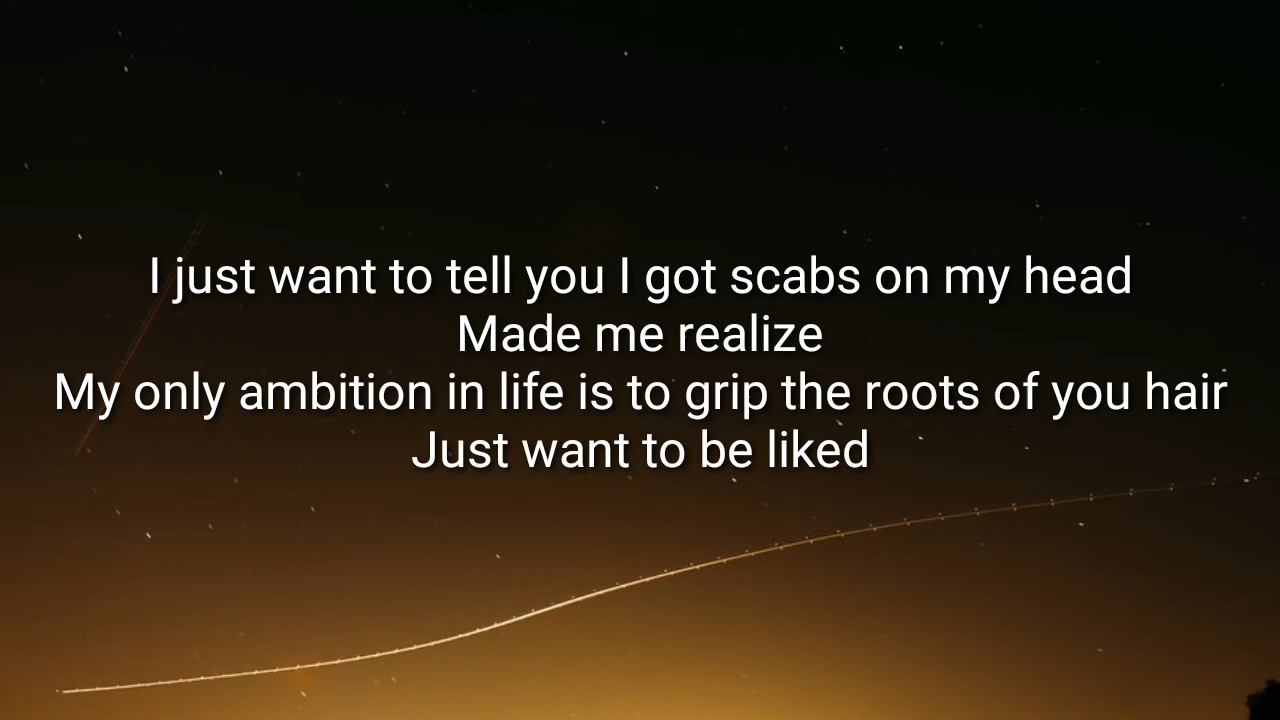 I just want to tell you I got scabs on my head
Made me realize
My only ambition in life is to grip the roots of you hair
Just want to be liked